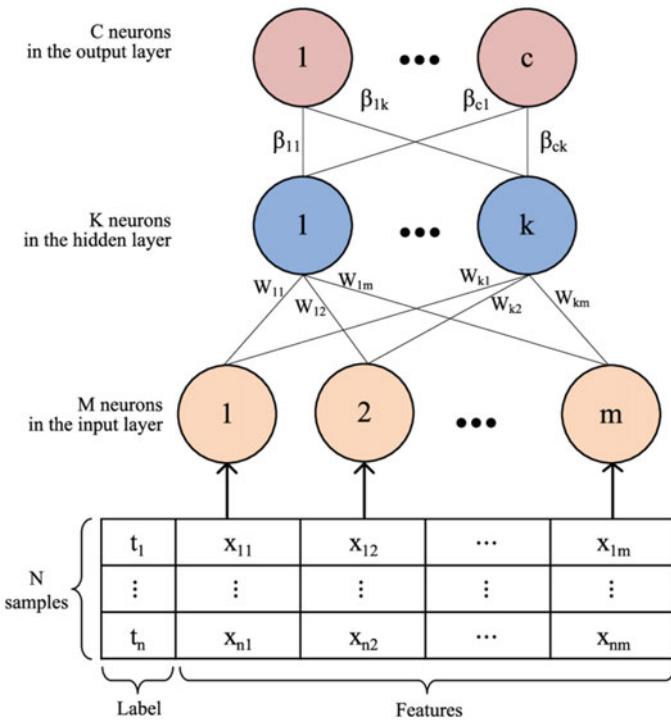 C neurons
in the output layer
1 ••• c
β₁ₖ β꜀₁
β₁₁ β꜀ₖ
K neurons
in the hidden layer
1 ••• k
W₁₁ W₁ₘ Wₖ₁
W₁₂ Wₖ₂ Wₖₘ
M neurons
in the input layer
1 2 ••• m
N
samples
t₁ x₁₁ x₁₂ ⋯ x₁ₘ
⋮ ⋮ ⋮ ⋮ ⋮
tₙ xₙ₁ xₙ₂ ⋯ xₙₘ
Label Features